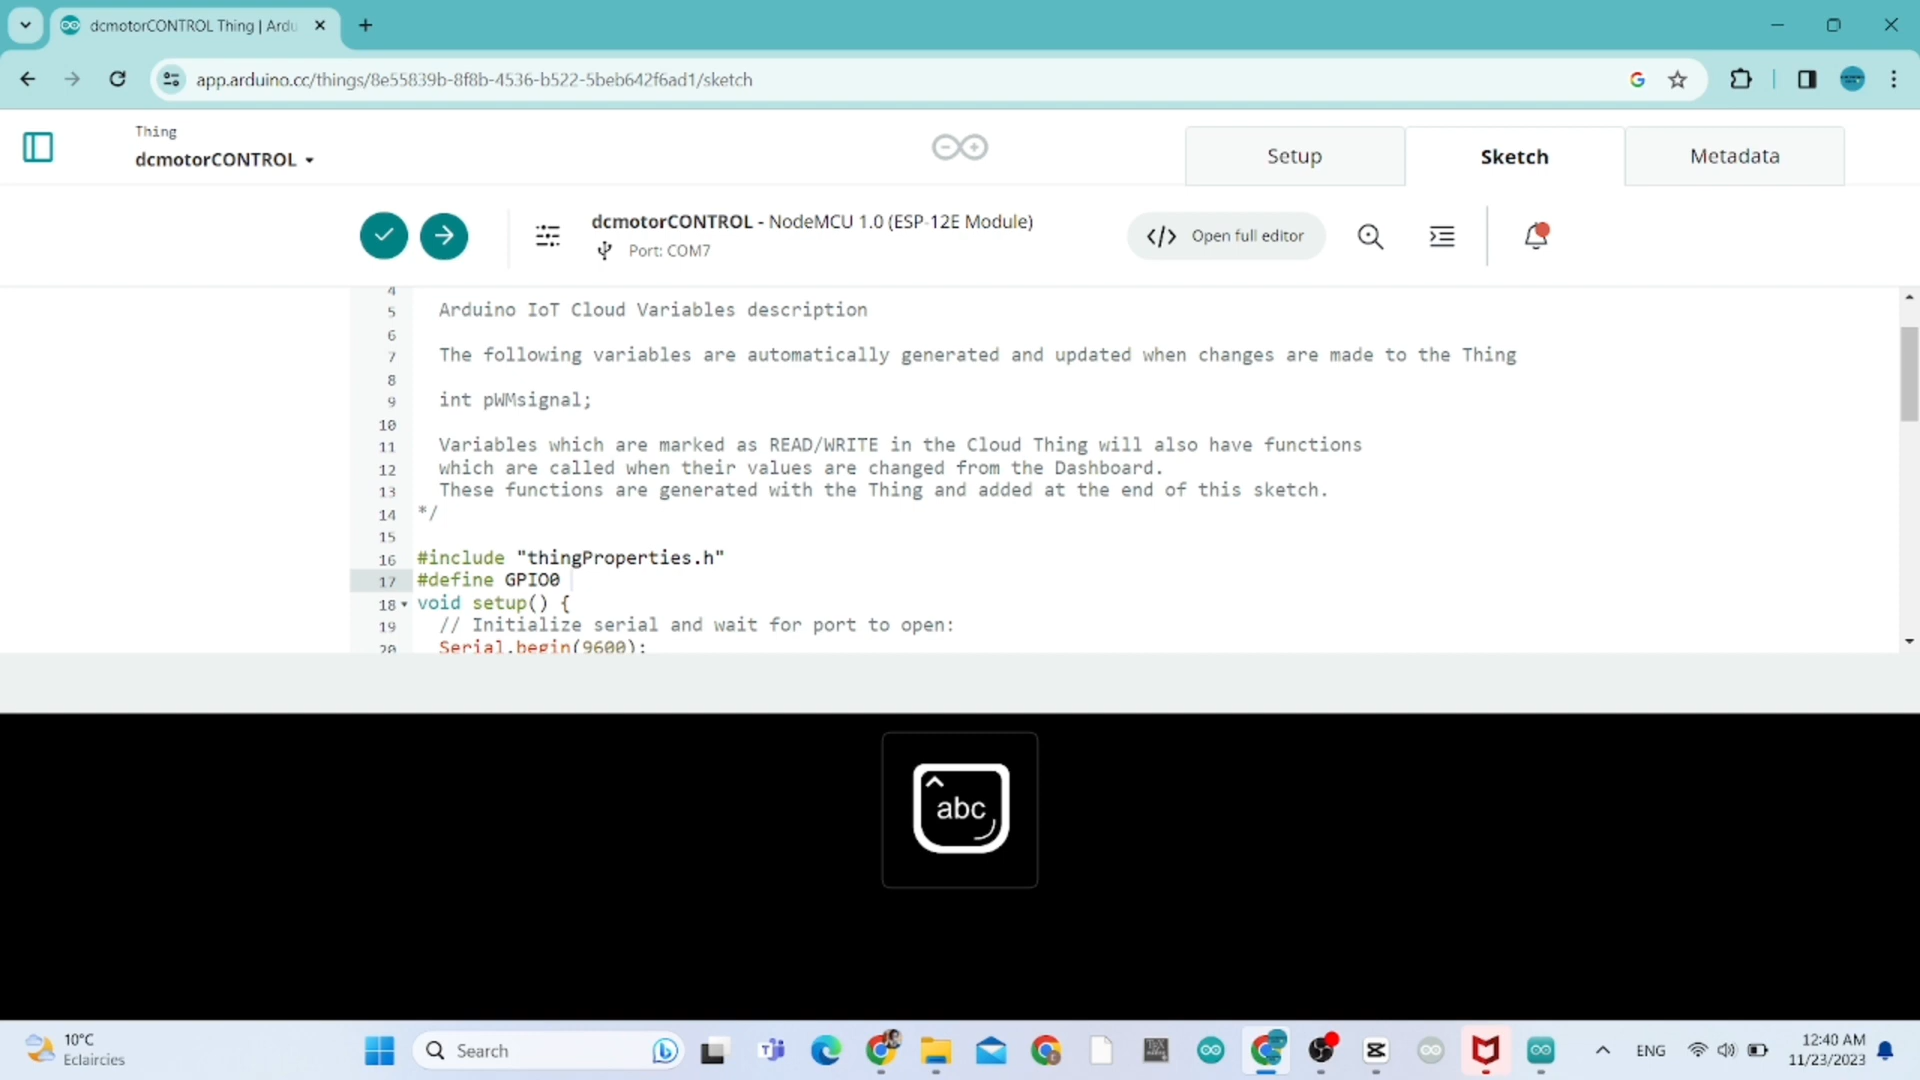 dcmotorCONTROL Thing | Ardu
app.arduino.cc/things/8e55839b-8f8b-4536-b522-5beb642f6ad1/sketch
Thing
dcmotorCONTROL
Setup
Sketch
Metadata
dcmotorCONTROL - NodeMCU 1.0 (ESP-12E Module)
Port: COM7
Open full editor
4
5 Arduino IoT Cloud Variables description
6
7 The following variables are automatically generated and updated when changes are made to the Thing
8
9 int pWMsignal;
10
11 Variables which are marked as READ/WRITE in the Cloud Thing will also have functions
12 which are called when their values are changed from the Dashboard.
13 These functions are generated with the Thing and added at the end of this sketch.
14 */
15
16 #include "thingProperties.h"
17 #define GPIO0
18 void setup() {
19 // Initialize serial and wait for port to open:
20 Serial.begin(9600);
abc
10°C
Eclaircies
Search
ENG
12:40 AM
11/23/2023